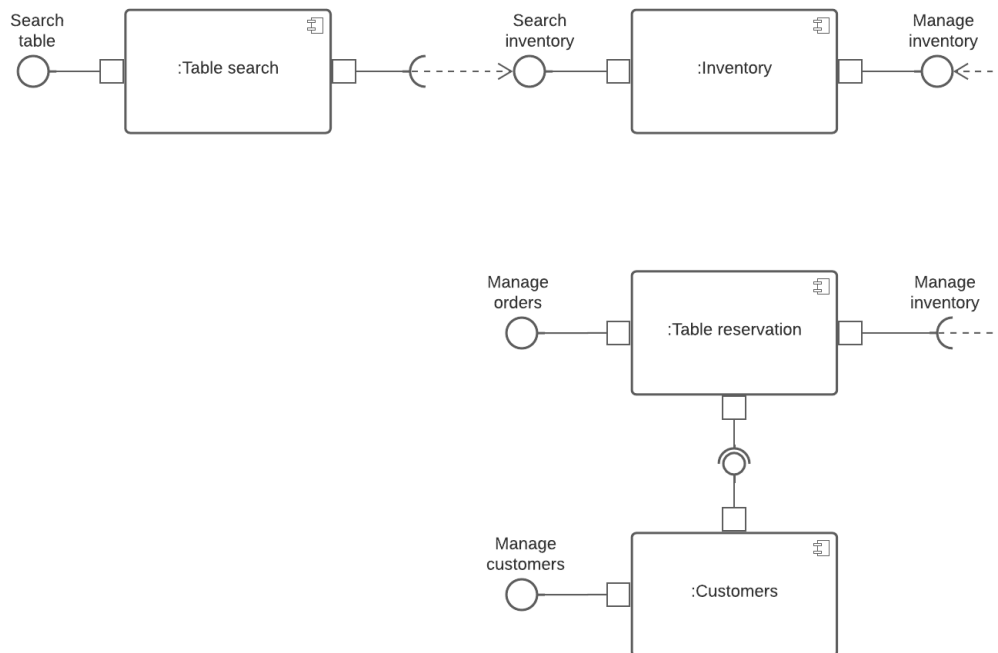 Search
table
:Table search
Search
inventory
:Inventory
Manage
inventory
Manage
orders
:Table reservation
Manage
inventory
Manage
customers
:Customers